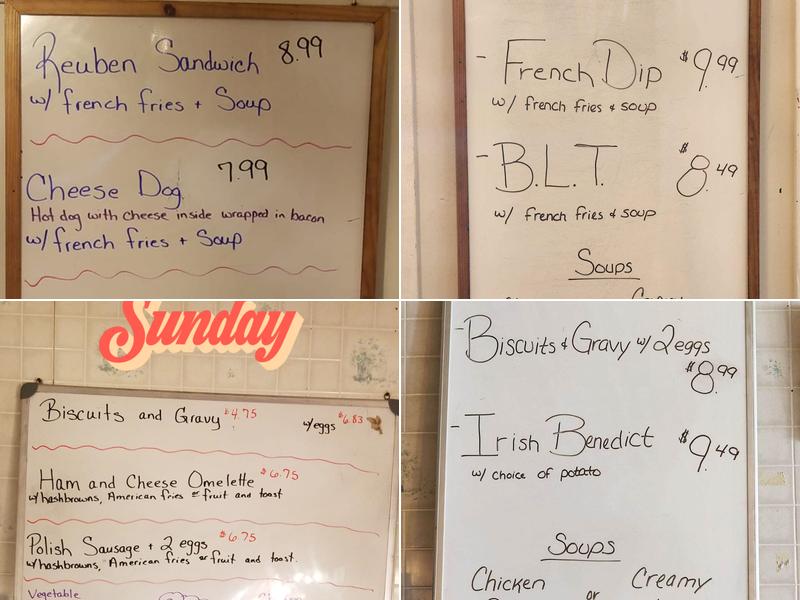 Reuben Sandwich 8.99
w/ french fries + Soup
Cheese Dog 7.99
Hot dog with cheese inside wrapped in bacon
w/ french fries + Soup
- French Dip $9.99
w/ french fries & soup
- B.L.T. $8.49
w/ french fries & soup
Soups
Sunday
Biscuits and Gravy $4.75 w/eggs $6.83
Ham and Cheese Omelette $6.75
w/hashbrowns, American fries or fruit and toast
Polish Sausage + 2 eggs $6.75
w/hashbrowns, American fries or fruit and toast.
Vegetable
- Biscuits & Gravy w/ 2 eggs
$8.99
- Irish Benedict $9.49
w/ choice of potato
Soups
Chicken or Creamy